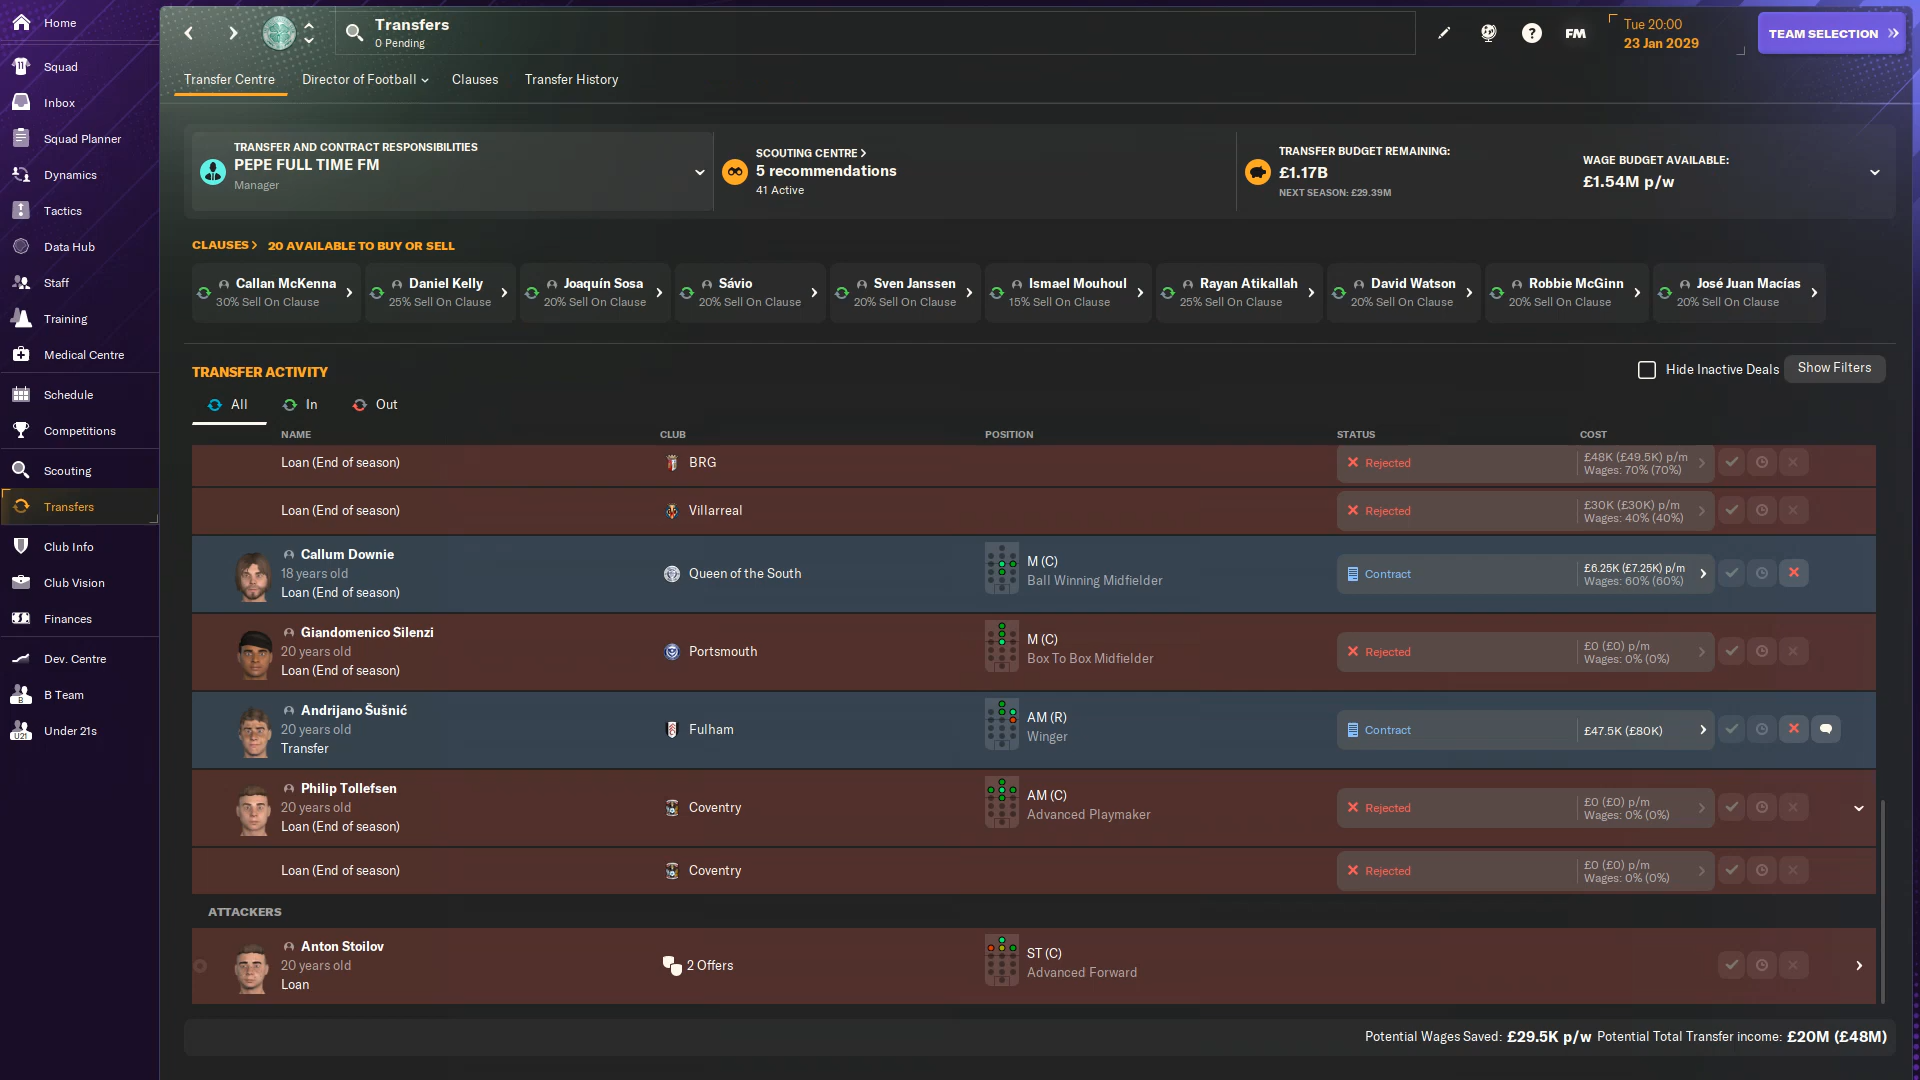 Home
Squad
Inbox
Squad Planner
Dynamics
Tactics
Data Hub
Staff
Training
Medical Centre
Schedule
Competitions
Scouting
Transfers
Club Info
Club Vision
Finances
Dev. Centre
B Team
Under 21s
Transfers
0 Pending
FM
Tue 20:00
23 Jan 2029
TEAM SELECTION
Transfer Centre Director of Football Clauses Transfer History
TRANSFER AND CONTRACT RESPONSIBILITIES
PEPE FULL TIME FM
Manager
SCOUTING CENTRE >
5 recommendations
41 Active
TRANSFER BUDGET REMAINING:
£1.17B
NEXT SEASON: £29.39M
WAGE BUDGET AVAILABLE:
£1.54M p/w
CLAUSES > 20 AVAILABLE TO BUY OR SELL
Callan McKenna
30% Sell On Clause
Daniel Kelly
25% Sell On Clause
Joaquín Sosa
20% Sell On Clause
Sávio
20% Sell On Clause
Sven Janssen
20% Sell On Clause
Ismael Mouhoul
15% Sell On Clause
Rayan Atikallah
25% Sell On Clause
David Watson
20% Sell On Clause
Robbie McGinn
20% Sell On Clause
José Juan Macías
20% Sell On Clause
TRANSFER ACTIVITY
Hide Inactive Deals Show Filters
All In Out
NAME CLUB POSITION STATUS COST
Loan (End of season) BRG Rejected £48K (£49.5K) p/m
Wages: 70% (70%)
Loan (End of season) Villarreal Rejected £30K (£30K) p/m
Wages: 40% (40%)
Callum Downie
18 years old
Loan (End of season)
Queen of the South
M (C)
Ball Winning Midfielder
Contract
£6.25K (£7.25K) p/m
Wages: 60% (60%)
Giandomenico Silenzi
20 years old
Loan (End of season)
Portsmouth
M (C)
Box To Box Midfielder
Rejected
£0 (£0) p/m
Wages: 0% (0%)
Andrijano Šušnić
20 years old
Transfer
Fulham
AM (R)
Winger
Contract
£47.5K (£80K)
Philip Tollefsen
20 years old
Loan (End of season)
Coventry
AM (C)
Advanced Playmaker
Rejected
£0 (£0) p/m
Wages: 0% (0%)
Loan (End of season) Coventry Rejected £0 (£0) p/m
Wages: 0% (0%)
ATTACKERS
Anton Stoilov
20 years old
Loan
2 Offers
ST (C)
Advanced Forward
Potential Wages Saved: £29.5K p/w Potential Total Transfer income: £20M (£48M)